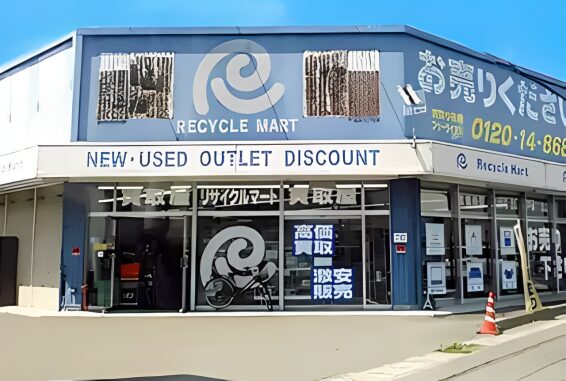 RECYCLE MART
お売りください
0120・14・868
NEW・USED OUTLET DISCOUNT
Recycle Mart
買取店
リサイクルマート
買取店
高価
買取
激安
販売